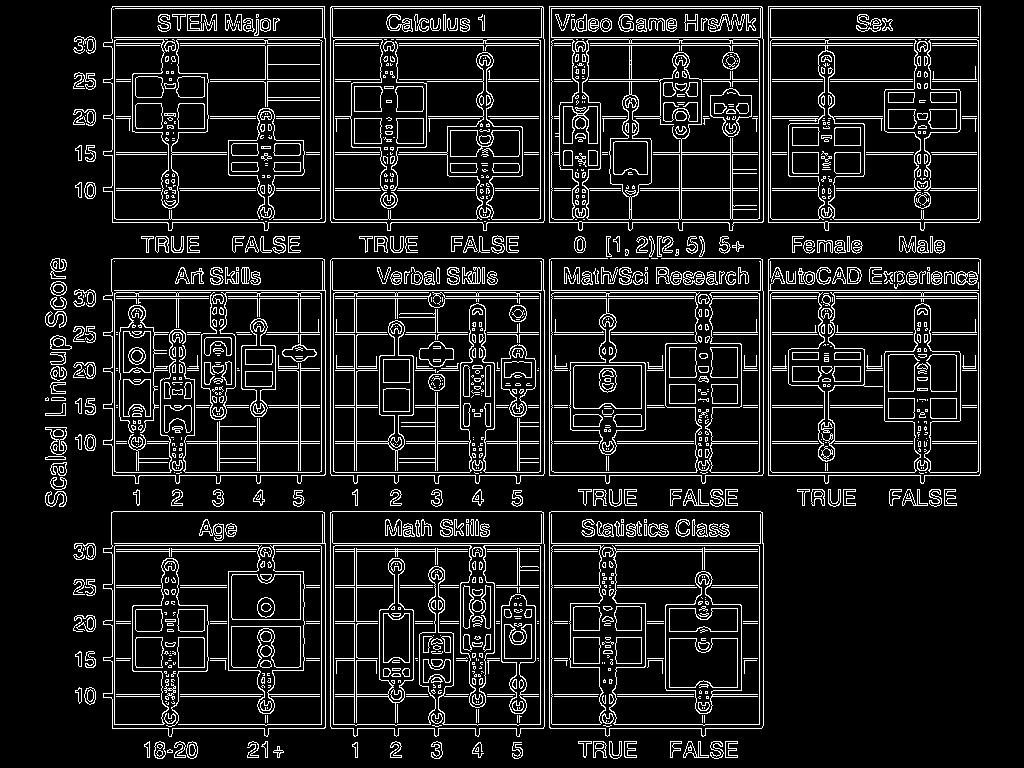 STEM Major Calculus 1 Video Game Hrs/Wk Sex
30
25
20
15
10
TRUE FALSE TRUE FALSE 0 [1, 2) [2, 5) 5+ Female Male
Scaled Lineup Score
Art Skills Verbal Skills Math/Sci Research AutoCAD Experience
30
25
20
15
10
1 2 3 4 5 1 2 3 4 5 TRUE FALSE TRUE FALSE
Age Math Skills Statistics Class
30
25
20
15
10
18-20 21+ 1 2 3 4 5 TRUE FALSE